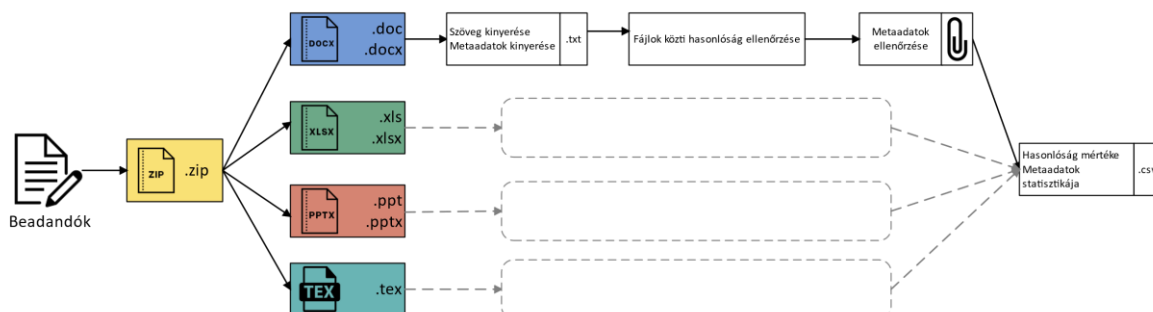 Beadandók
ZIP
.zip
DOCX
.doc
.docx
Szöveg kinyerése
Metaadatok kinyerése
.txt
Fájlok közti hasonlóság ellenőrzése
Metaadatok
ellenőrzése
XLSX
.xls
.xlsx
PPTX
.ppt
.pptx
TEX
.tex
Hasonlóság mértéke
Metaadatok
statisztikája
.csv